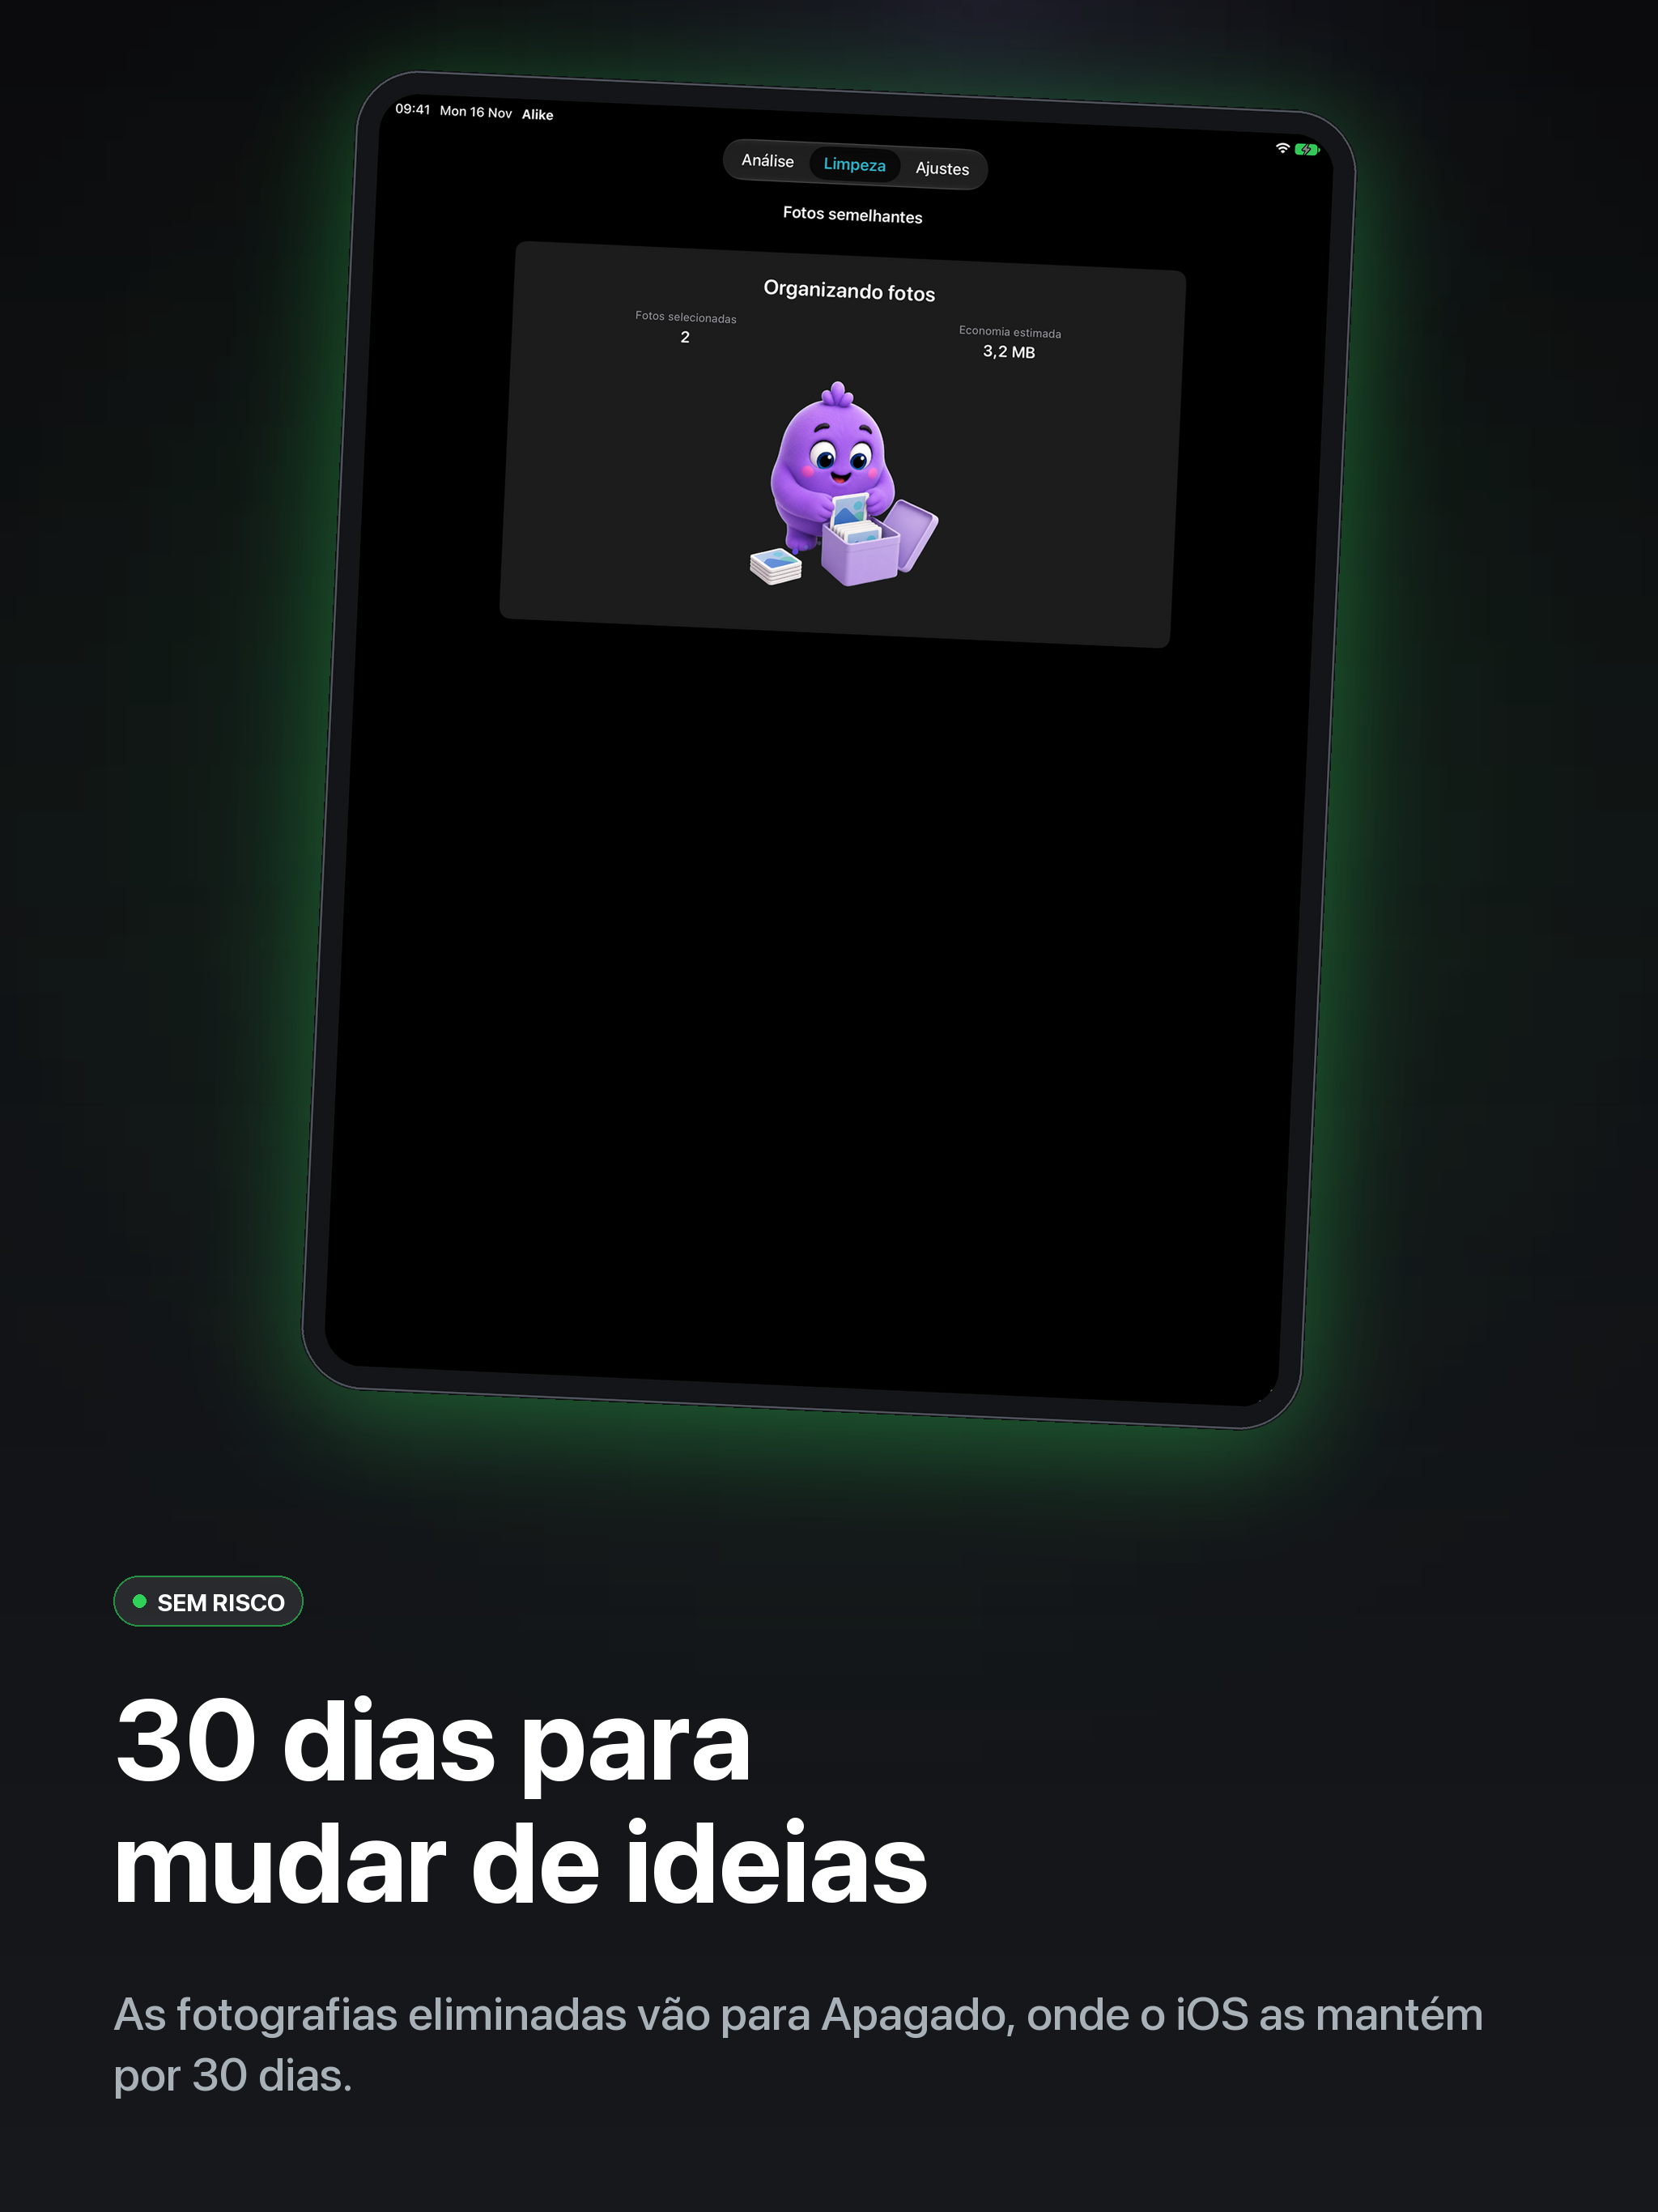 09:41 Mon 16 Nov Alike
Análise Limpeza Ajustes
Fotos semelhantes
Organizando fotos
Fotos selecionadas
2
Economia estimada
3,2 MB
SEM RISCO
30 dias para
mudar de ideias
As fotografias eliminadas vão para Apagado, onde o iOS as mantém
por 30 dias.